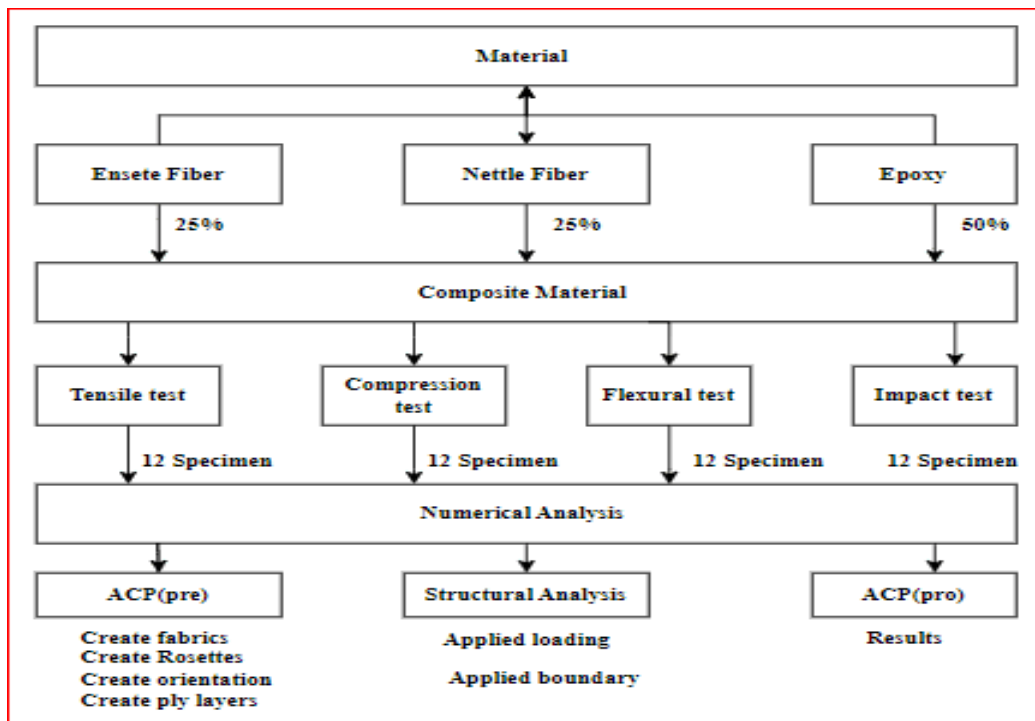 Material
Ensete Fiber
Nettle Fiber
Epoxy
25%
25%
50%
Composite Material
Tensile test
Compression
test
Flexural test
Impact test
12 Specimen
12 Specimen
12 Specimen
12 Specimen
Numerical Analysis
ACP(pre)
Structural Analysis
ACP(pro)
Create fabrics
Create Rosettes
Create orientation
Create ply layers
Applied loading
Applied boundary
Results